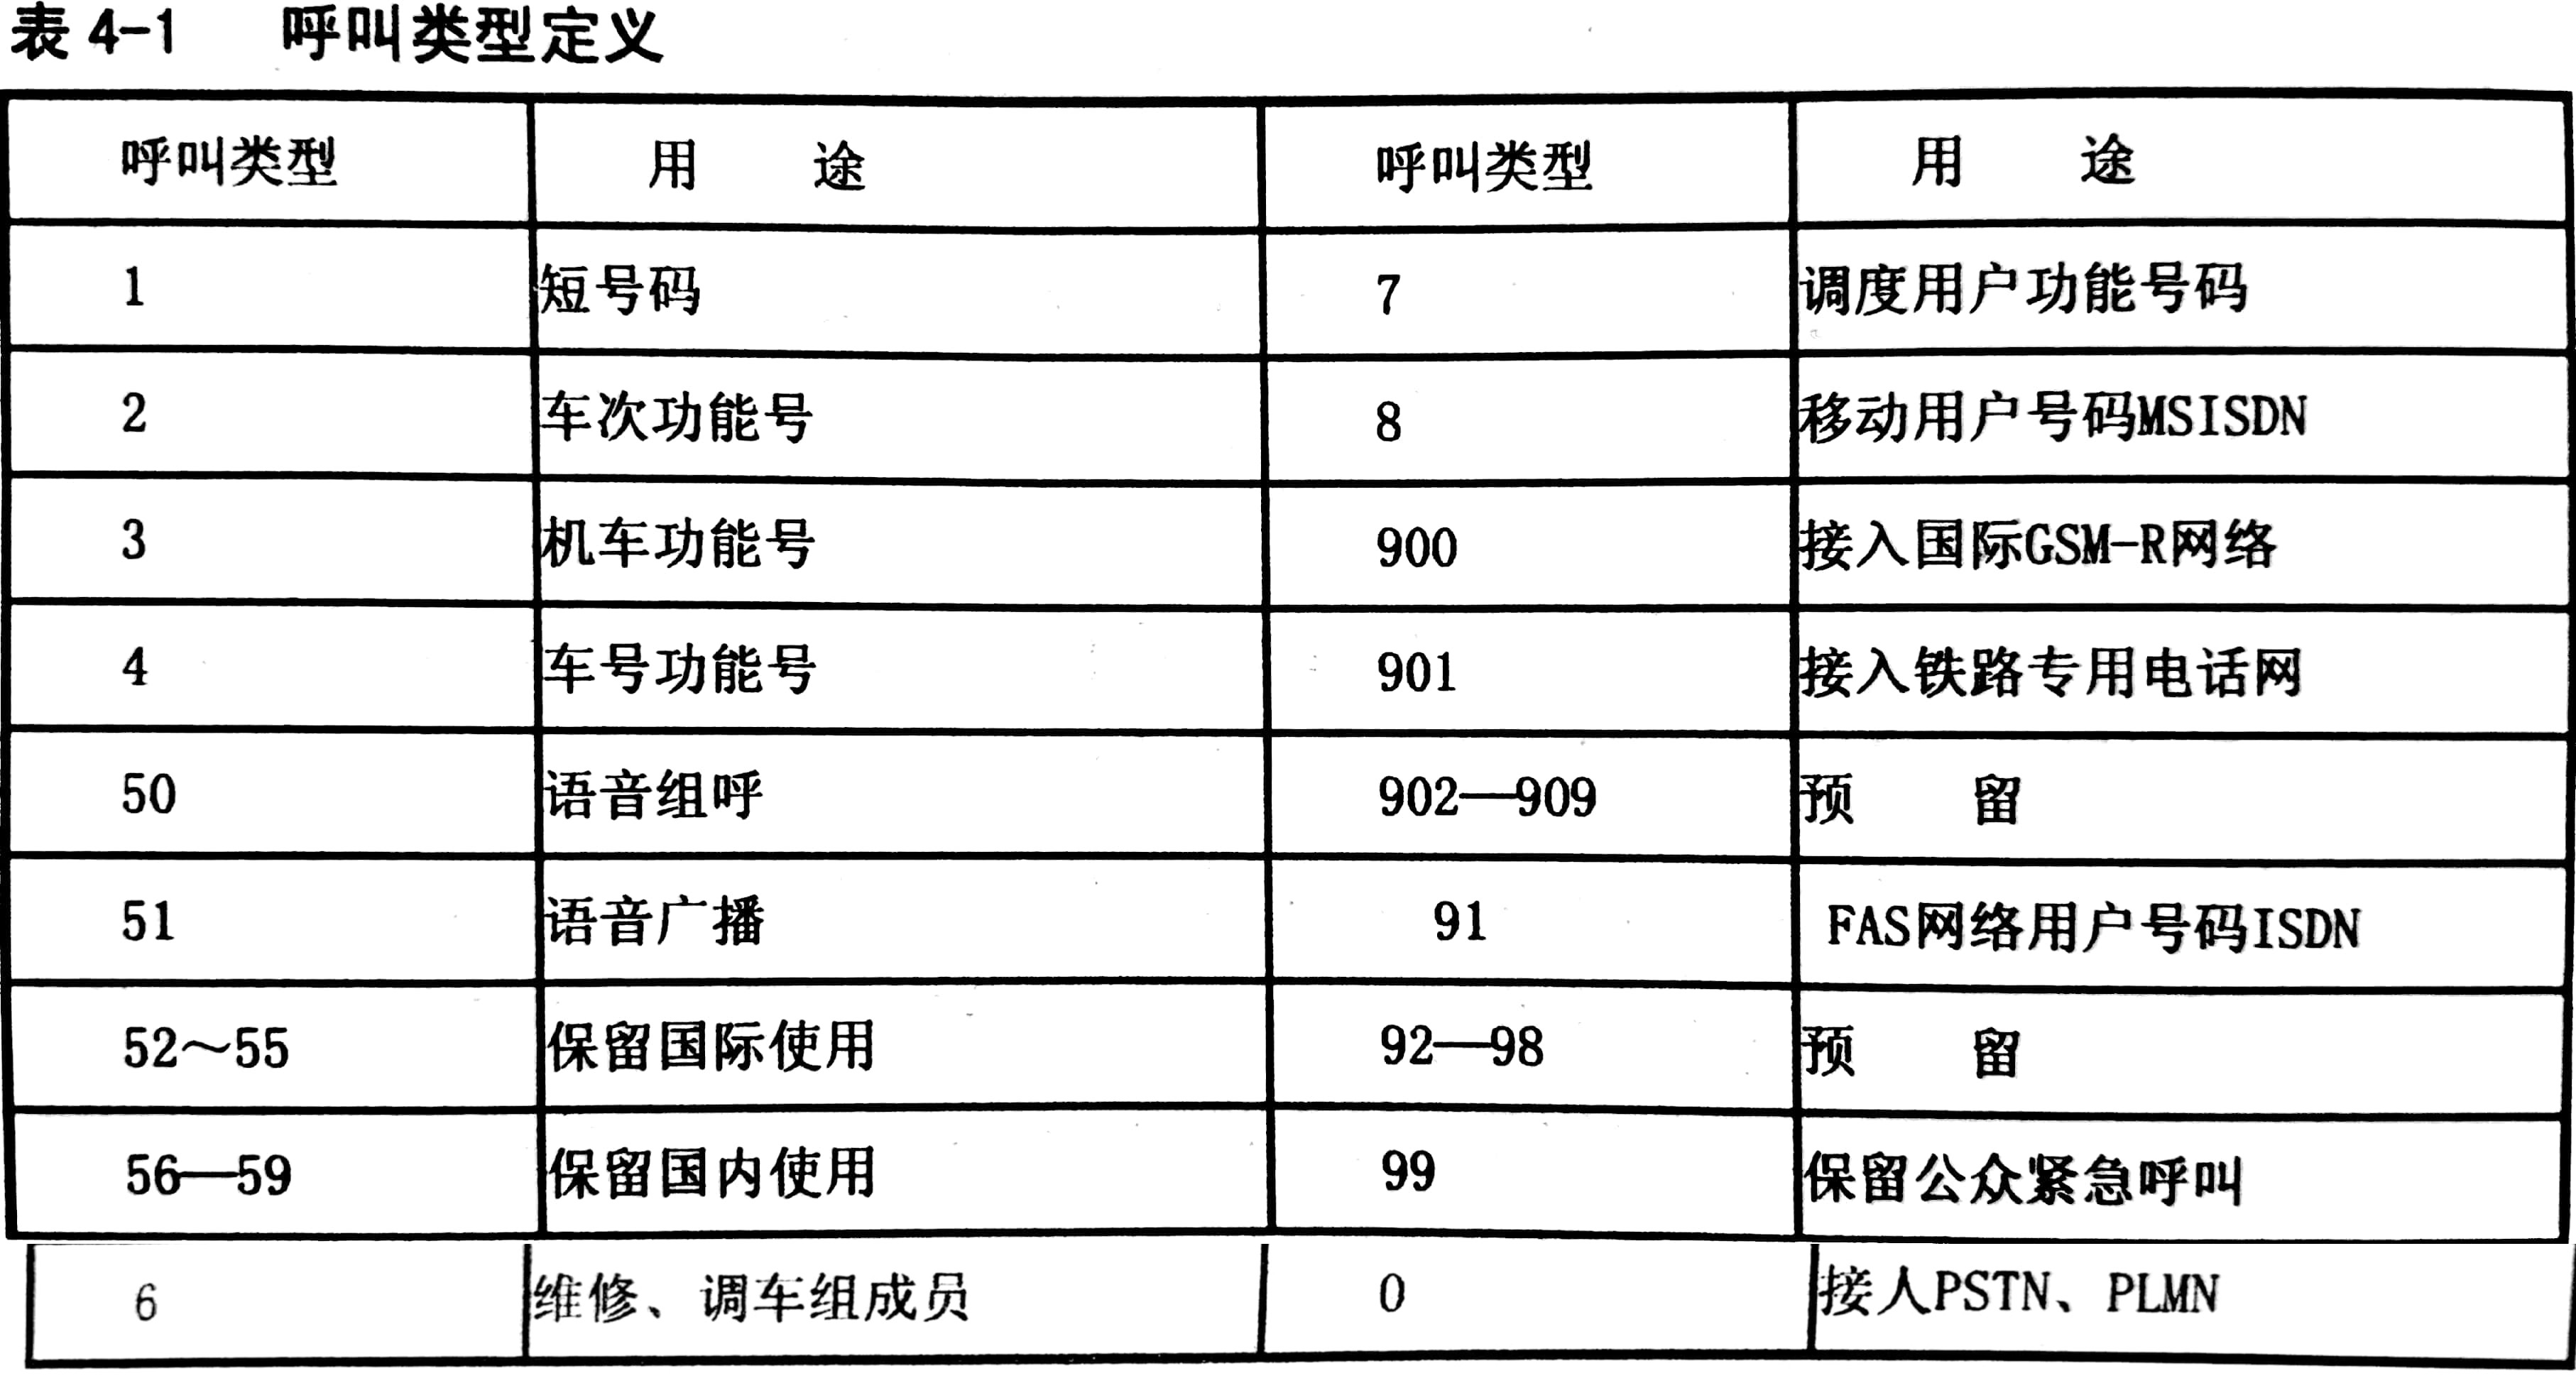 表 4-1 呼叫类型定义
呼叫类型 用 途 呼叫类型 用 途
1 短号码 7 调度用户功能号码
2 车次功能号 8 移动用户号码MSISDN
3 机车功能号 900 接入国际GSM-R网络
4 车号功能号 901 接入铁路专用电话网
50 语音组呼 902—909 预 留
51 语音广播 91 FAS网络用户号码ISDN
52～55 保留国际使用 92—98 预 留
56—59 保留国内使用 99 保留公众紧急呼叫
6 维修、调车组成员 0 接人PSTN、PLMN